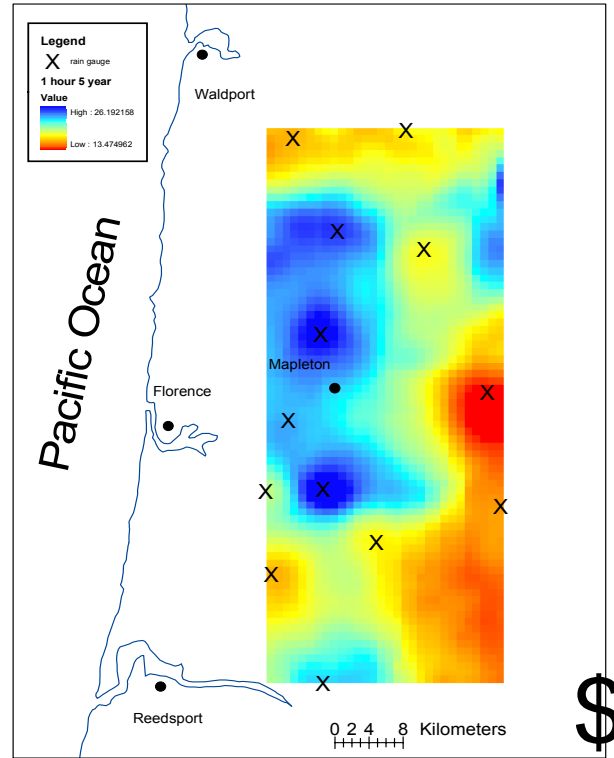 Legend
X rain gauge
1 hour 5 year
Value
High : 26.192158
Low : 13.474962
Waldport
X
X
X
X
Pacific Ocean
X
Mapleton
Florence
X
X
X
X
X
X
X
X
Reedsport
0 2 4 8 Kilometers
$